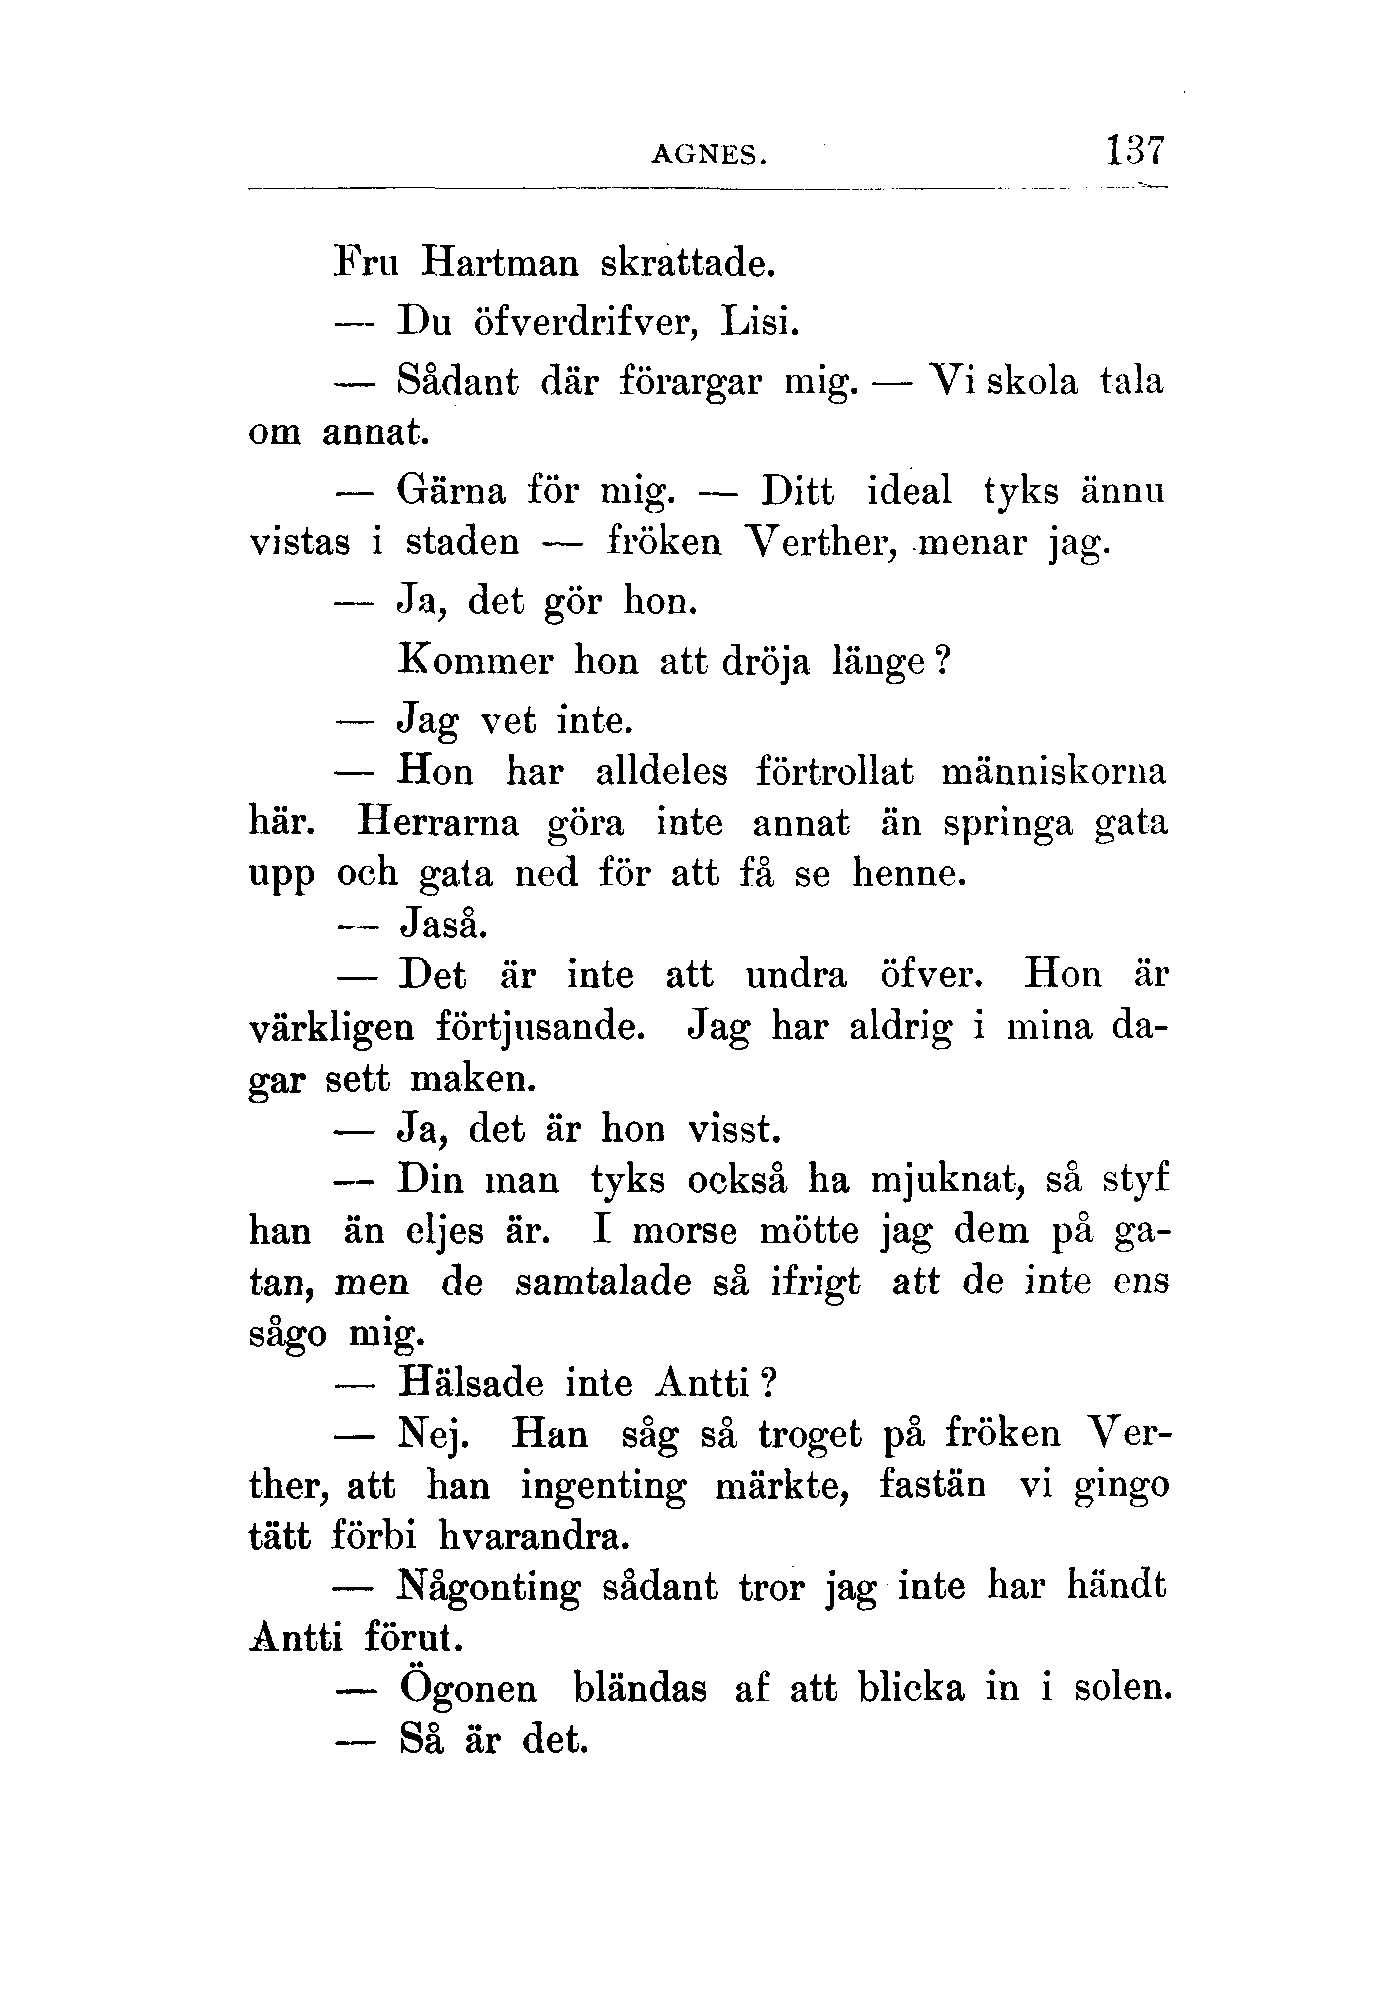 AGNES. 137
Fru Hartman skrattade.
— Du öfverdrifver, Lisi.
— Sådant där förargar mig. — Vi skola tala
om annat.
— Gärna för mig. — Ditt ideal tyks ännu
vistas i staden — fröken Verther, menar jag.
— Ja, det gör hon.
Kommer hon att dröja länge?
— Jag vet inte.
— Hon har alldeles förtrollat människorna
här. Herrarna göra inte annat än springa gata
upp och gata ned för att få se henne.
— Jaså.
— Det är inte att undra öfver. Hon är
värkligen förtjusande. Jag har aldrig i mina da-
gar sett maken.
— Ja, det är hon visst.
— Din man tyks också ha mjuknat, så styf
han än eljes är. I morse mötte jag dem på ga-
tan, men de samtalade så ifrigt att de inte ens
sågo mig.
— Hälsade inte Antti?
— Nej. Han såg så troget på fröken Ver-
ther, att han ingenting märkte, fastän vi gingo
tätt förbi hvarandra.
— Någonting sådant tror jag inte har händt
Antti förut.
— Ögonen bländas af att blicka in i solen.
— Så är det.